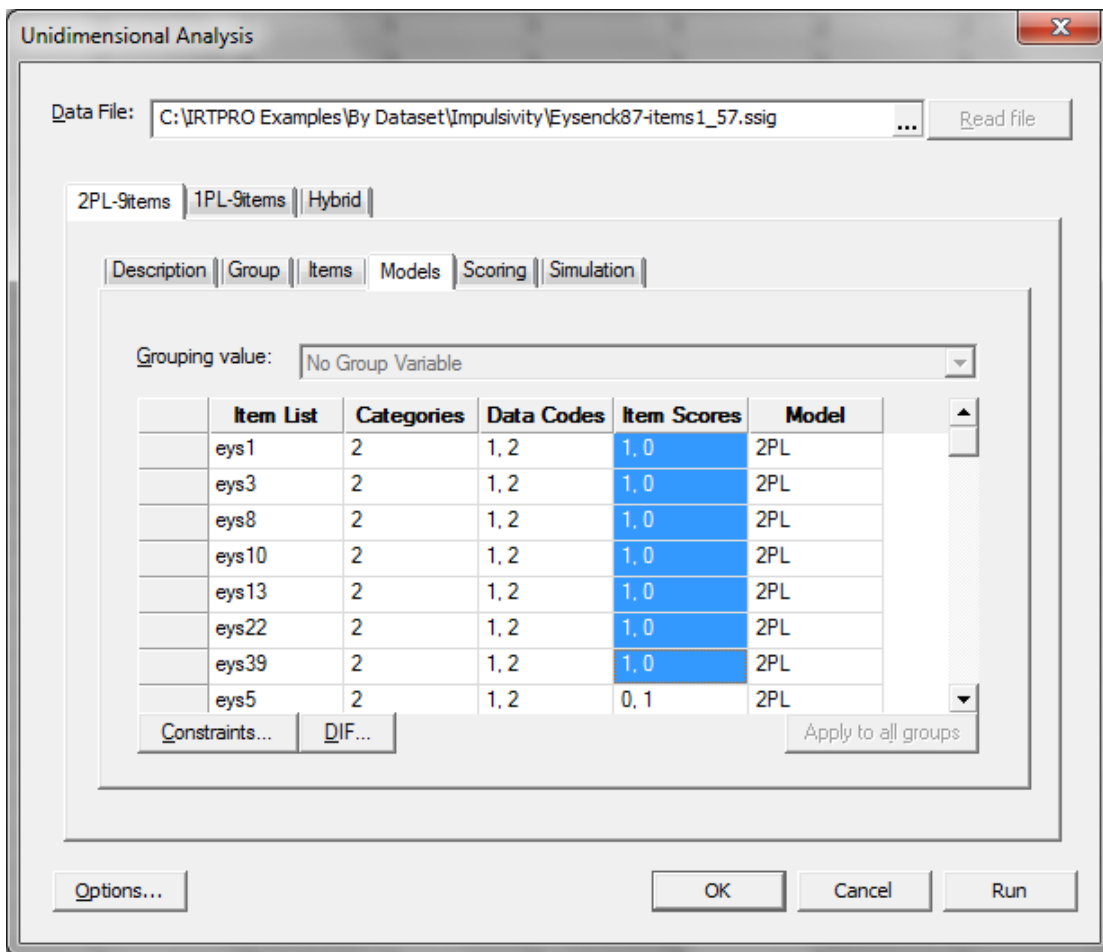 Unidimensional Analysis
Data File: C:\IRTPRO Examples\By Dataset\Impulsivity\Eysenck87-items1_57.ssig ... Read file
2PL-9items 1PL-9items Hybrid
Description Group Items Models Scoring Simulation
Grouping value: No Group Variable
Item List Categories Data Codes Item Scores Model
eys1 2 1, 2 1, 0 2PL
eys3 2 1, 2 1, 0 2PL
eys8 2 1, 2 1, 0 2PL
eys10 2 1, 2 1, 0 2PL
eys13 2 1, 2 1, 0 2PL
eys22 2 1, 2 1, 0 2PL
eys39 2 1, 2 1, 0 2PL
eys5 2 1, 2 0, 1 2PL
Constraints... DIF... Apply to all groups
Options... OK Cancel Run